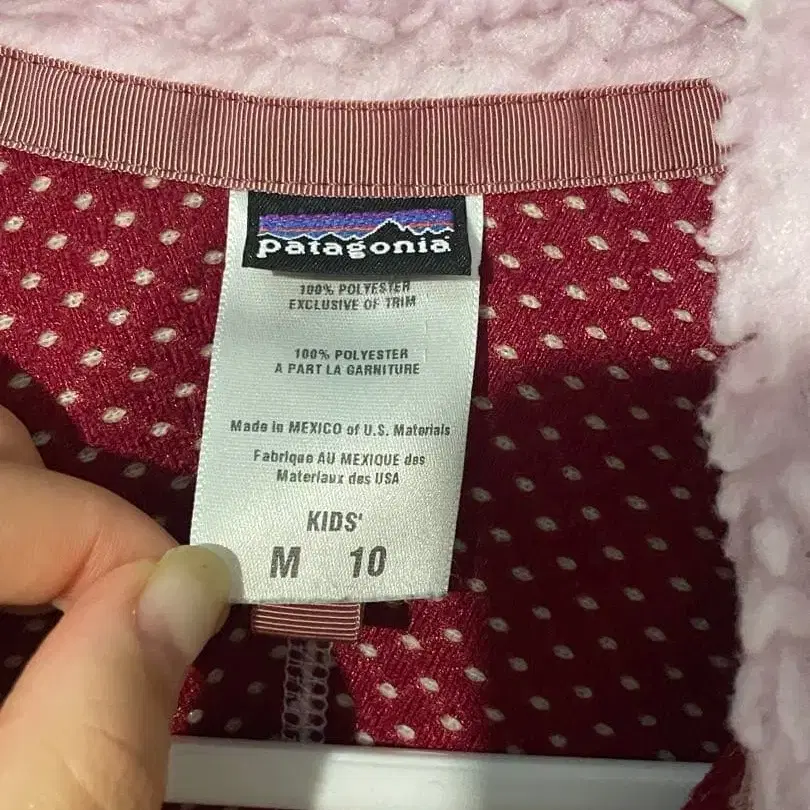 patagonia
100% POLYESTER
EXCLUSIVE OF TRIM
100% POLYESTER
A PART LA GARNITURE
Made in MEXICO of U.S. Materials
Fabrique AU MEXIQUE des
Materiaux des USA
KIDS'
M 10